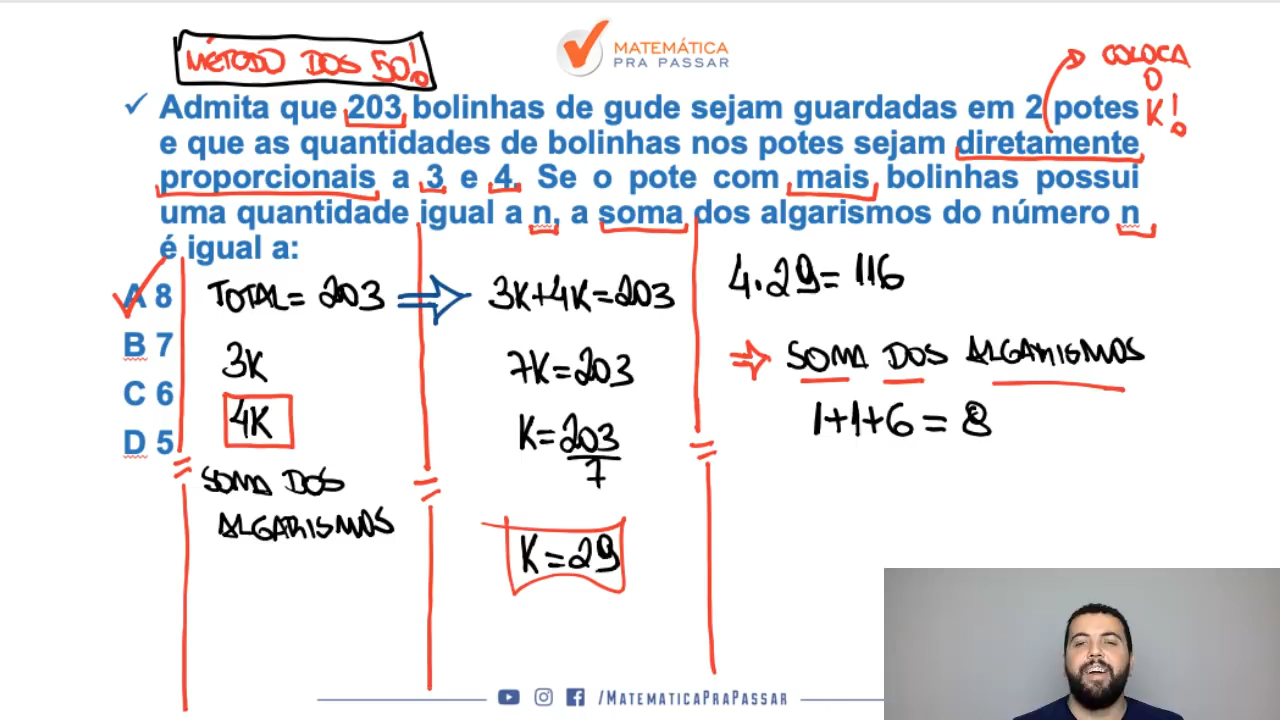 MÉTODO DOS 50!
MATEMÁTICA
PRA PASSAR
COLOCA
O
K!
✓ Admita que 203 bolinhas de gude sejam guardadas em 2 potes
e que as quantidades de bolinhas nos potes sejam diretamente
proporcionais a 3 e 4. Se o pote com mais bolinhas possui
uma quantidade igual a n, a soma dos algarismos do número n
é igual a:
A 8
B 7
C 6
D 5
TOTAL = 203
3K
4K
SOMA DOS
ALGARISMOS
3K+4K=203
7K=203
K=203
7
K=29
4.29=116
⇒ SOMA DOS ALGARISMOS
1+1+6=8
/MATEMATICAPRAPASSAR